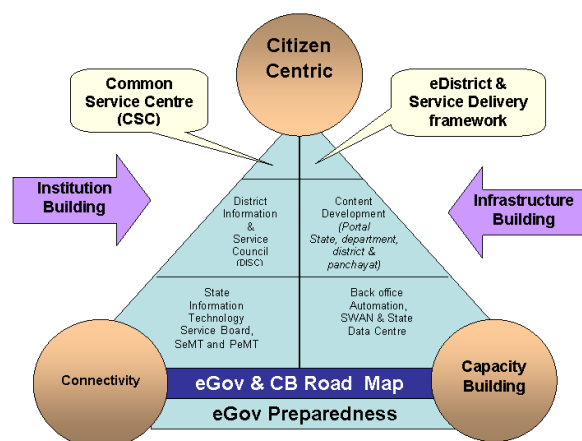 Citizen
Centric
Common
Service Centre
(CSC)
eDistrict &
Service Delivery
framework
Institution
Building
Infrastructure
Building
District
Information
&
Service
Council
(DISC)
Content
Development
(Portal
State, department,
district &
panchayat)
State
Information
Technology
Service Board,
SeMT and PeMT
Back office
Automation,
SWAN & State
Data Centre
Connectivity
Capacity
Building
eGov & CB Road Map
eGov Preparedness